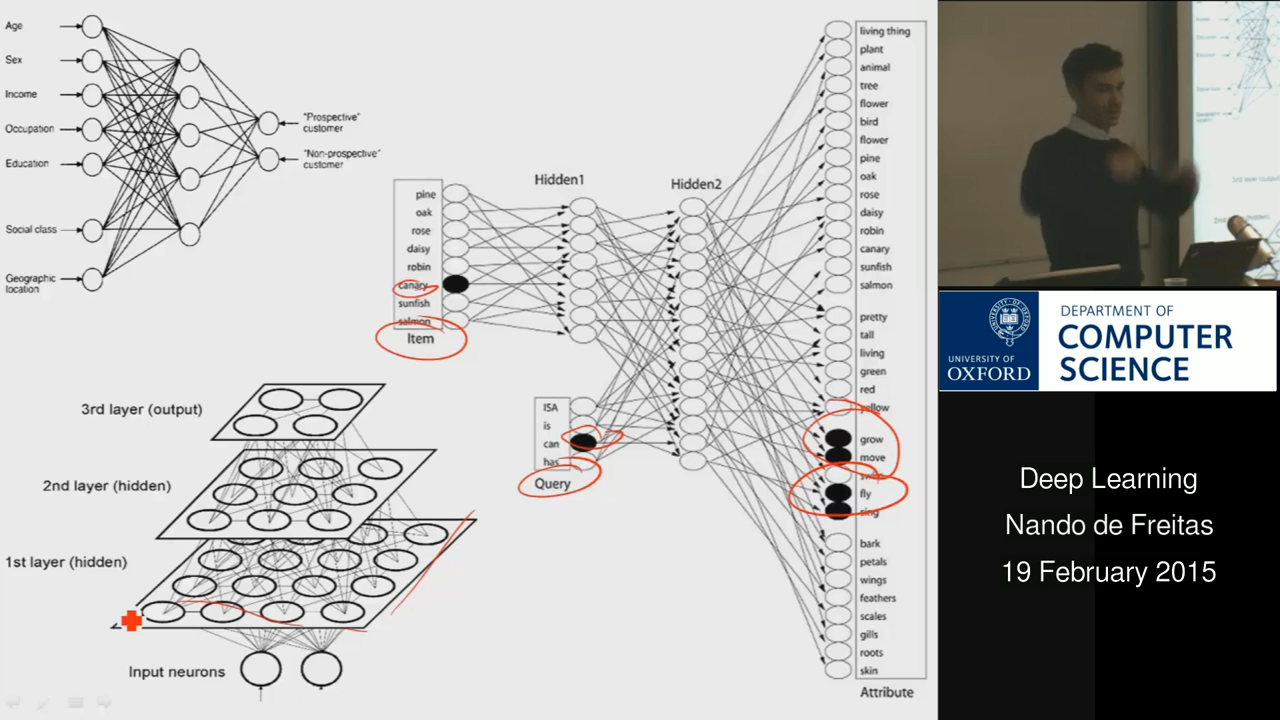 Age
Sex
Income
Occupation
Education
Social class
Geographic
location
"Prospective"
customer
"Non-prospective"
customer
Hidden1
Hidden2
pine
oak
rose
daisy
robin
canary
sunfish
salmon
Item
ISA
is
can
has
Query
living thing
plant
animal
tree
flower
bird
flower
pine
oak
rose
daisy
robin
canary
sunfish
salmon
pretty
tall
living
green
red
yellow
grow
move
swim
fly
sing
bark
petals
wings
feathers
scales
gills
roots
skin
Attribute
3rd layer (output)
2nd layer (hidden)
1st layer (hidden)
Input neurons
UNIVERSITY OF
OXFORD
DEPARTMENT OF
COMPUTER
SCIENCE
Deep Learning
Nando de Freitas
19 February 2015